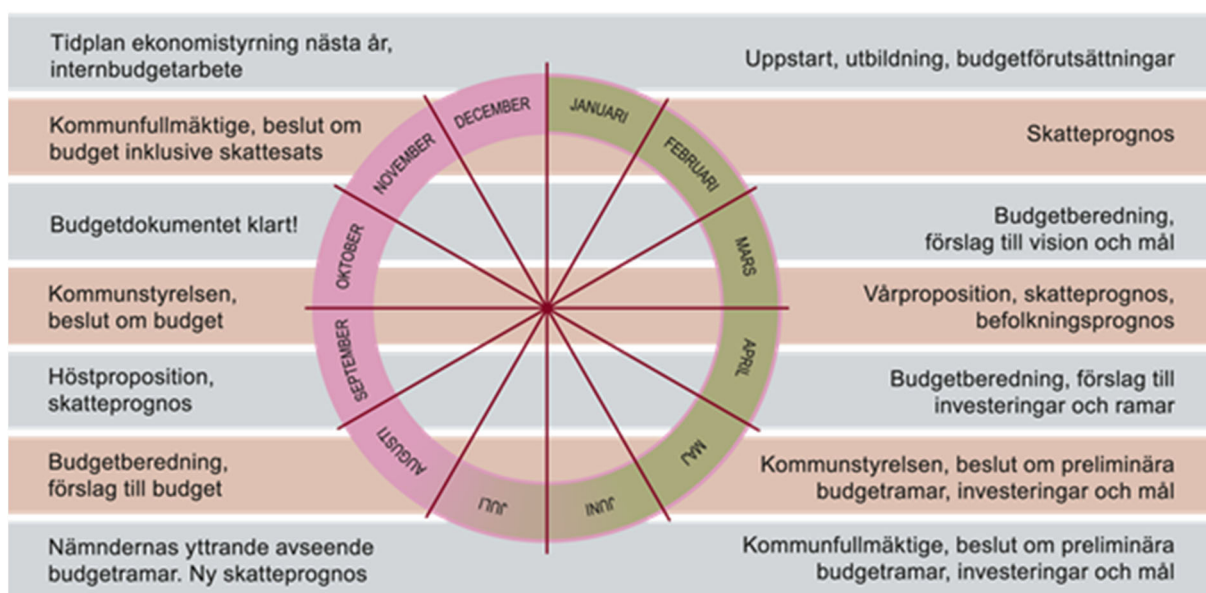 Tidplan ekonomistyrning nästa år,
internbudgetarbete
Kommunfullmäktige, beslut om
budget inklusive skattesats
Budgetdokumentet klart!
Kommunstyrelsen,
beslut om budget
Höstproposition,
skatteprognos
Budgetberedning,
förslag till budget
Nämndernas yttrande avseende
budgetramar. Ny skatteprognos
JANUARI
FEBRUARI
MARS
APRIL
MAJ
JUNI
JULI
AUGUSTI
SEPTEMBER
OKTOBER
NOVEMBER
DECEMBER
Uppstart, utbildning, budgetförutsättningar
Skatteprognos
Budgetberedning,
förslag till vision och mål
Vårproposition, skatteprognos,
befolkningsprognos
Budgetberedning, förslag till
investeringar och ramar
Kommunstyrelsen, beslut om preliminära
budgetramar, investeringar och mål
Kommunfullmäktige, beslut om preliminära
budgetramar, investeringar och mål